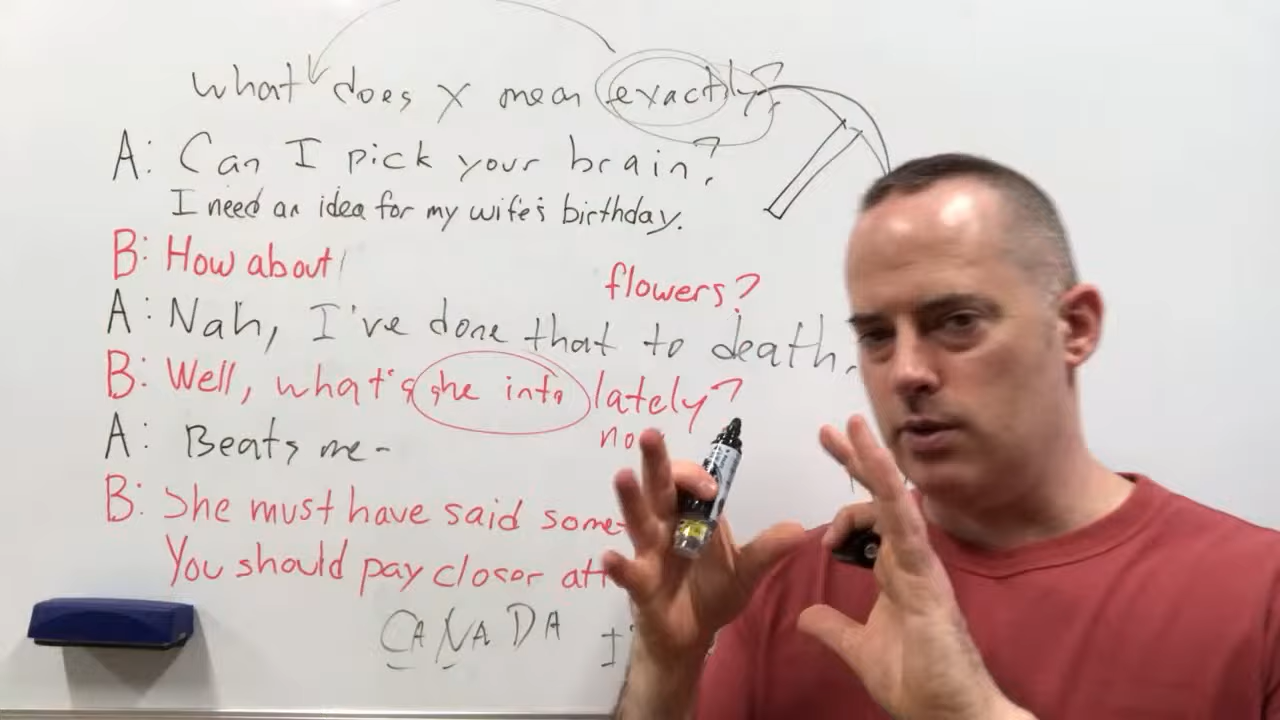 what does X mean exactly?
A: Can I pick your brain?
I need an idea for my wife's birthday.
B: How about flowers?
A: Nah, I've done that to death.
B: Well, what's she into lately?
A: Beats me-
B: She must have said some-
You should pay closer att
CANADA